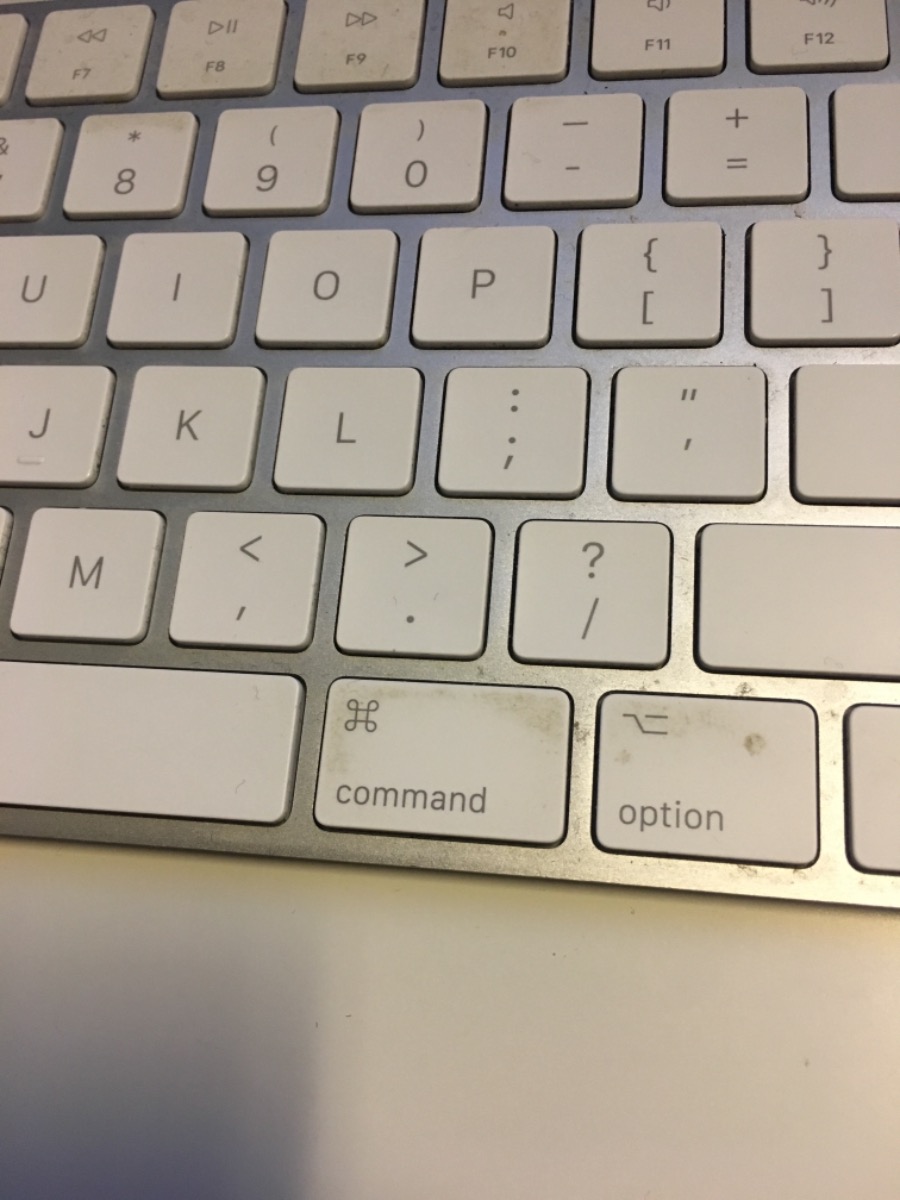 F7 F8 F9 F10 F11 F12
& * ( ) — +
8 9 0 - =
U I O P { }
[ ]
J K L : "
; '
M < > ?
, . /
⌘ ⌥
command option